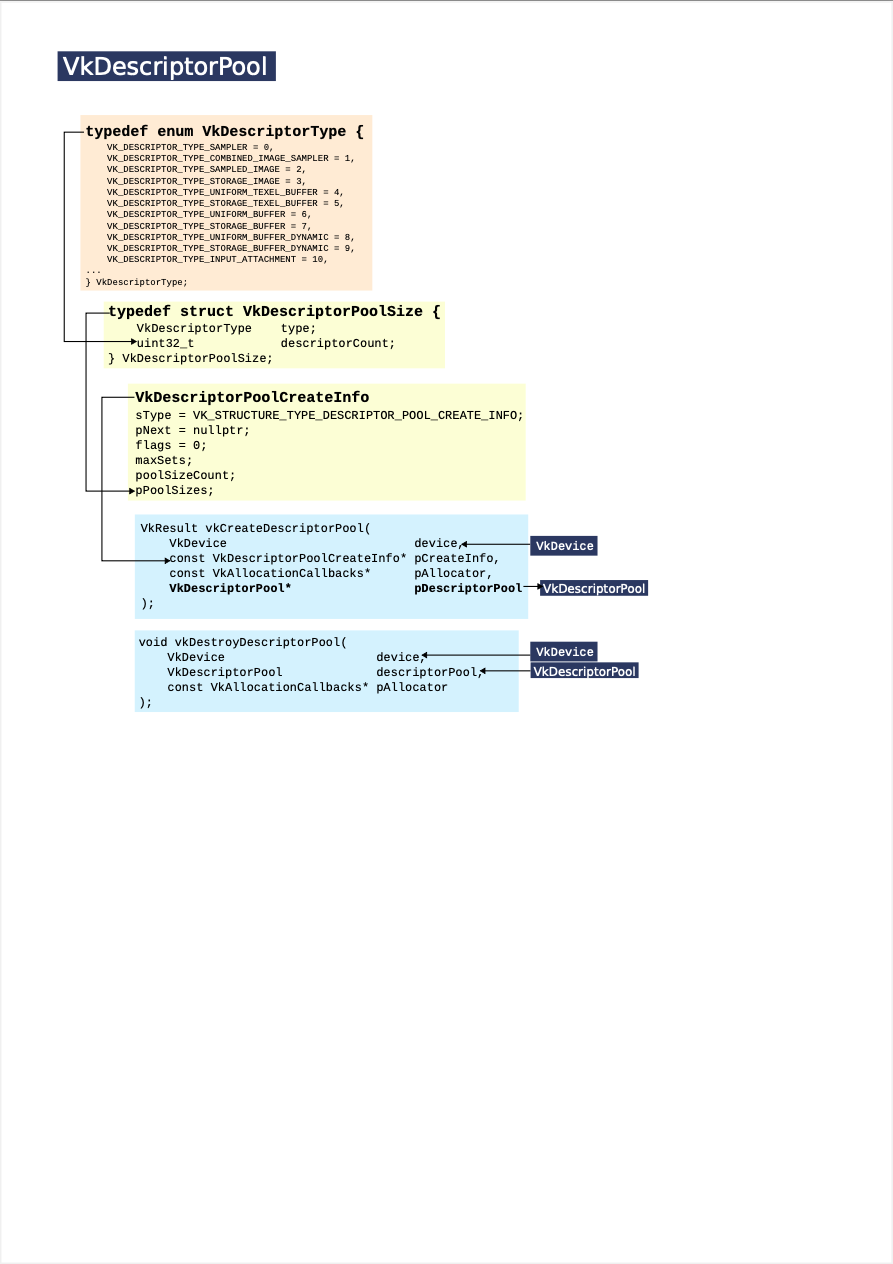 VkDescriptorPool
typedef enum VkDescriptorType {
VK_DESCRIPTOR_TYPE_SAMPLER = 0,
VK_DESCRIPTOR_TYPE_COMBINED_IMAGE_SAMPLER = 1,
VK_DESCRIPTOR_TYPE_SAMPLED_IMAGE = 2,
VK_DESCRIPTOR_TYPE_STORAGE_IMAGE = 3,
VK_DESCRIPTOR_TYPE_UNIFORM_TEXEL_BUFFER = 4,
VK_DESCRIPTOR_TYPE_STORAGE_TEXEL_BUFFER = 5,
VK_DESCRIPTOR_TYPE_UNIFORM_BUFFER = 6,
VK_DESCRIPTOR_TYPE_STORAGE_BUFFER = 7,
VK_DESCRIPTOR_TYPE_UNIFORM_BUFFER_DYNAMIC = 8,
VK_DESCRIPTOR_TYPE_STORAGE_BUFFER_DYNAMIC = 9,
VK_DESCRIPTOR_TYPE_INPUT_ATTACHMENT = 10,
...
} VkDescriptorType;
typedef struct VkDescriptorPoolSize {
VkDescriptorType    type;
uint32_t            descriptorCount;
} VkDescriptorPoolSize;
VkDescriptorPoolCreateInfo
sType = VK_STRUCTURE_TYPE_DESCRIPTOR_POOL_CREATE_INFO;
pNext = nullptr;
flags = 0;
maxSets;
poolSizeCount;
pPoolSizes;
VkResult vkCreateDescriptorPool(
VkDevice                          device, VkDevice
const VkDescriptorPoolCreateInfo* pCreateInfo,
const VkAllocationCallbacks*      pAllocator,
VkDescriptorPool*                 pDescriptorPool VkDescriptorPool
);
void vkDestroyDescriptorPool(
VkDevice                     device, VkDevice
VkDescriptorPool             descriptorPool, VkDescriptorPool
const VkAllocationCallbacks* pAllocator
);